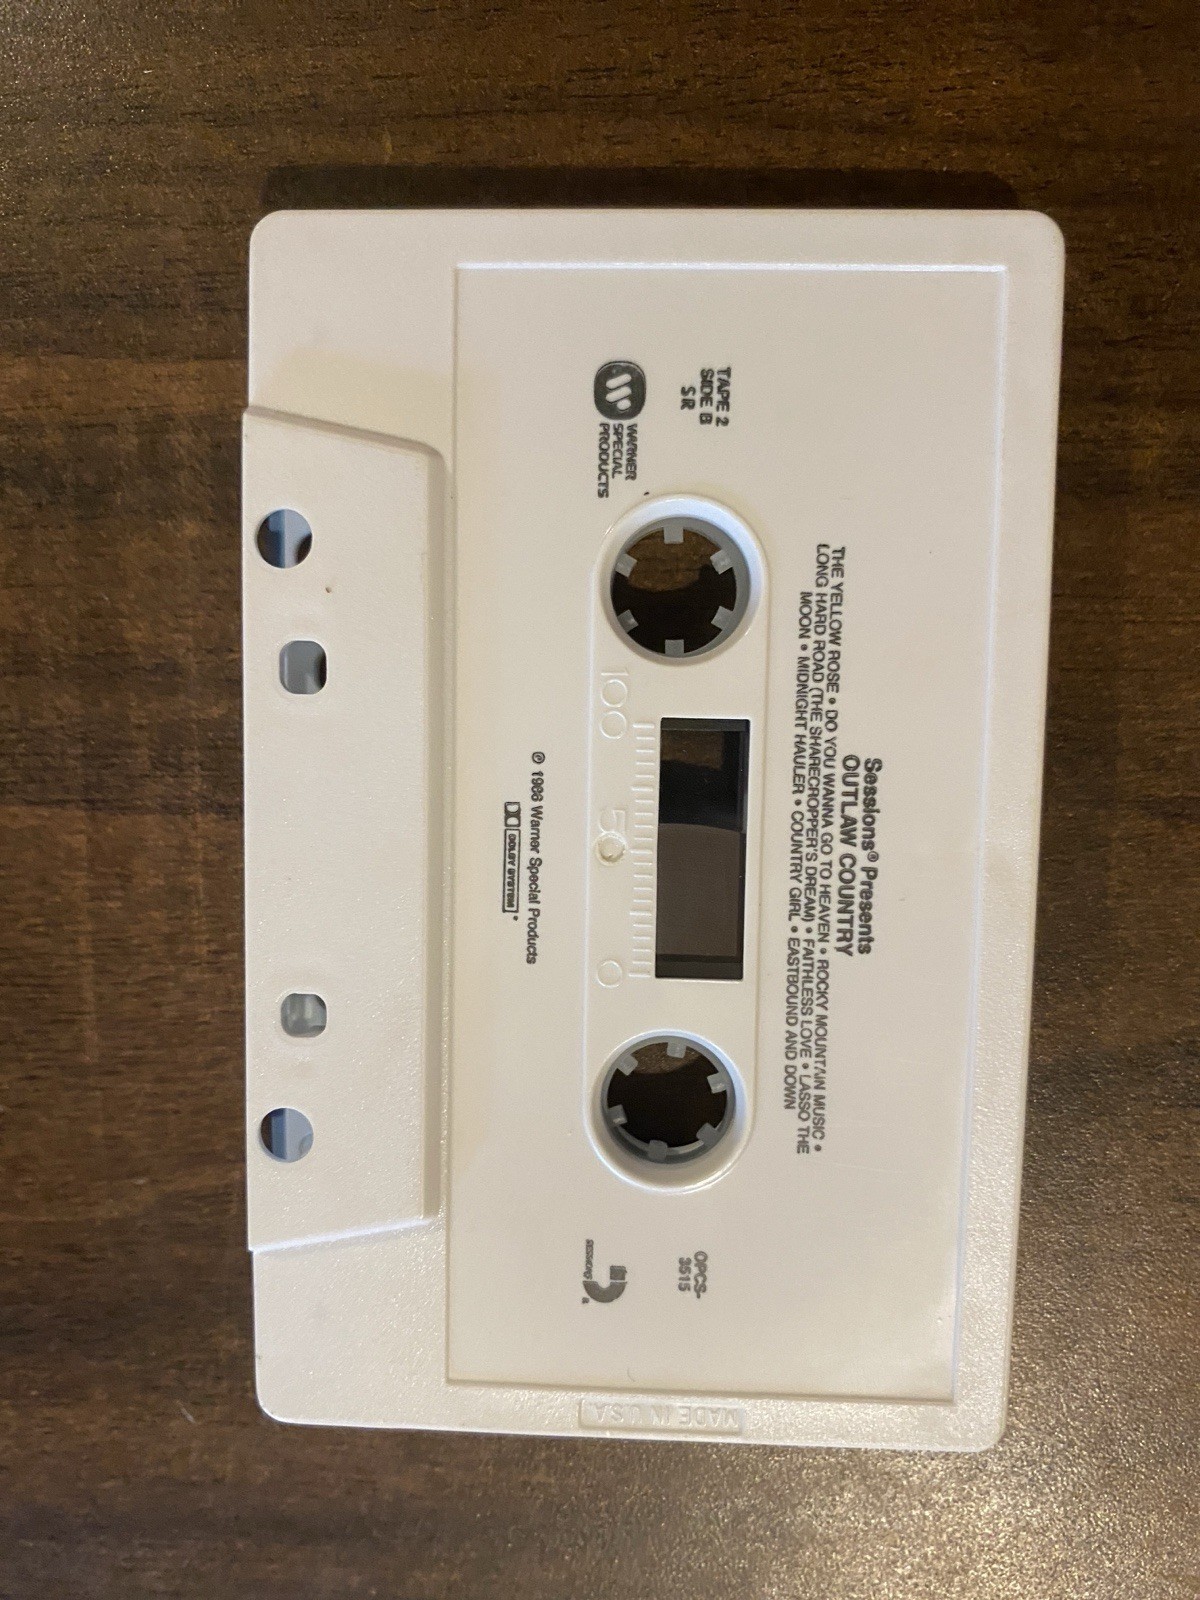 Sessions® Presents
OUTLAW COUNTRY
THE YELLOW ROSE • DO YOU WANNA GO TO HEAVEN • ROCKY MOUNTAIN MUSIC •
LONG HARD ROAD (THE SHARECROPPER'S DREAM) • FAITHLESS LOVE • LASSO THE
MOON • MIDNIGHT HAULER • COUNTRY GIRL • EASTBOUND AND DOWN
TAPE 2
SIDE B
SR
OPCS-
3515
WARNER
SPECIAL
PRODUCTS
100 50 0
SESSIONS
℗ 1986 Warner Special Products
DOLBY SYSTEM
MADE IN USA